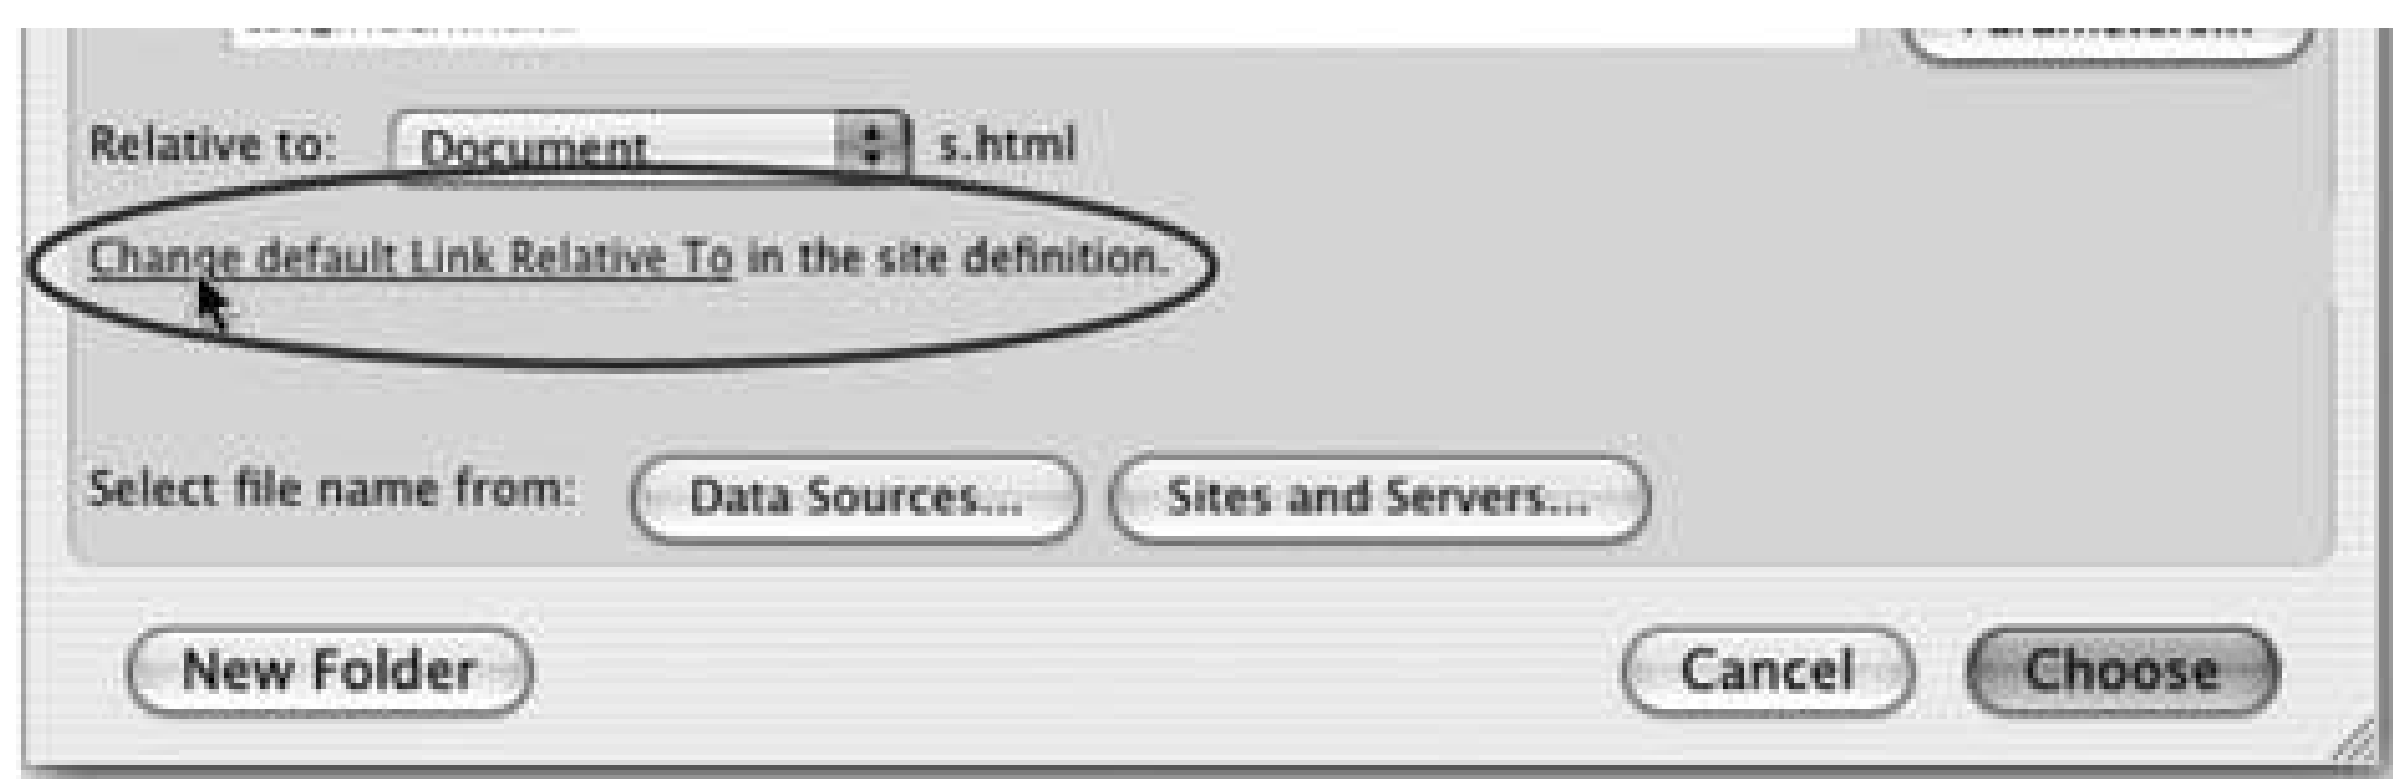 Relative to: Document s.html
Change default Link Relative To in the site definition.
Select file name from: Data Sources... Sites and Servers...
New Folder Cancel Choose